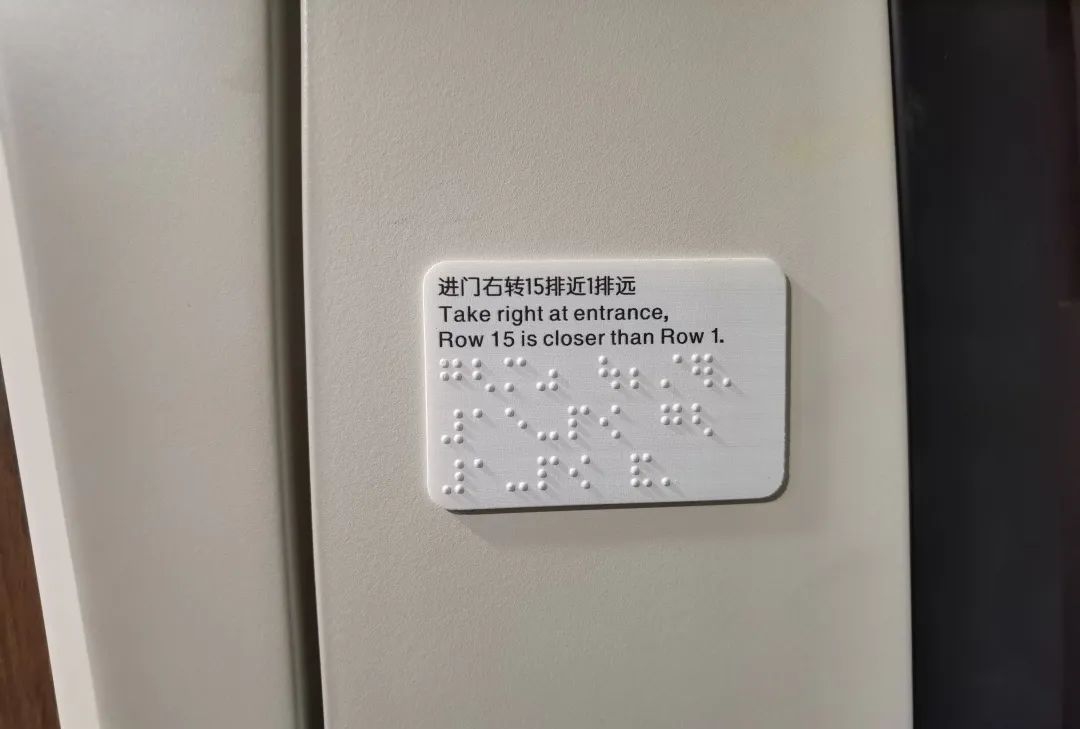 进门右转15排近1排远
Take right at entrance,
Row 15 is closer than Row 1.